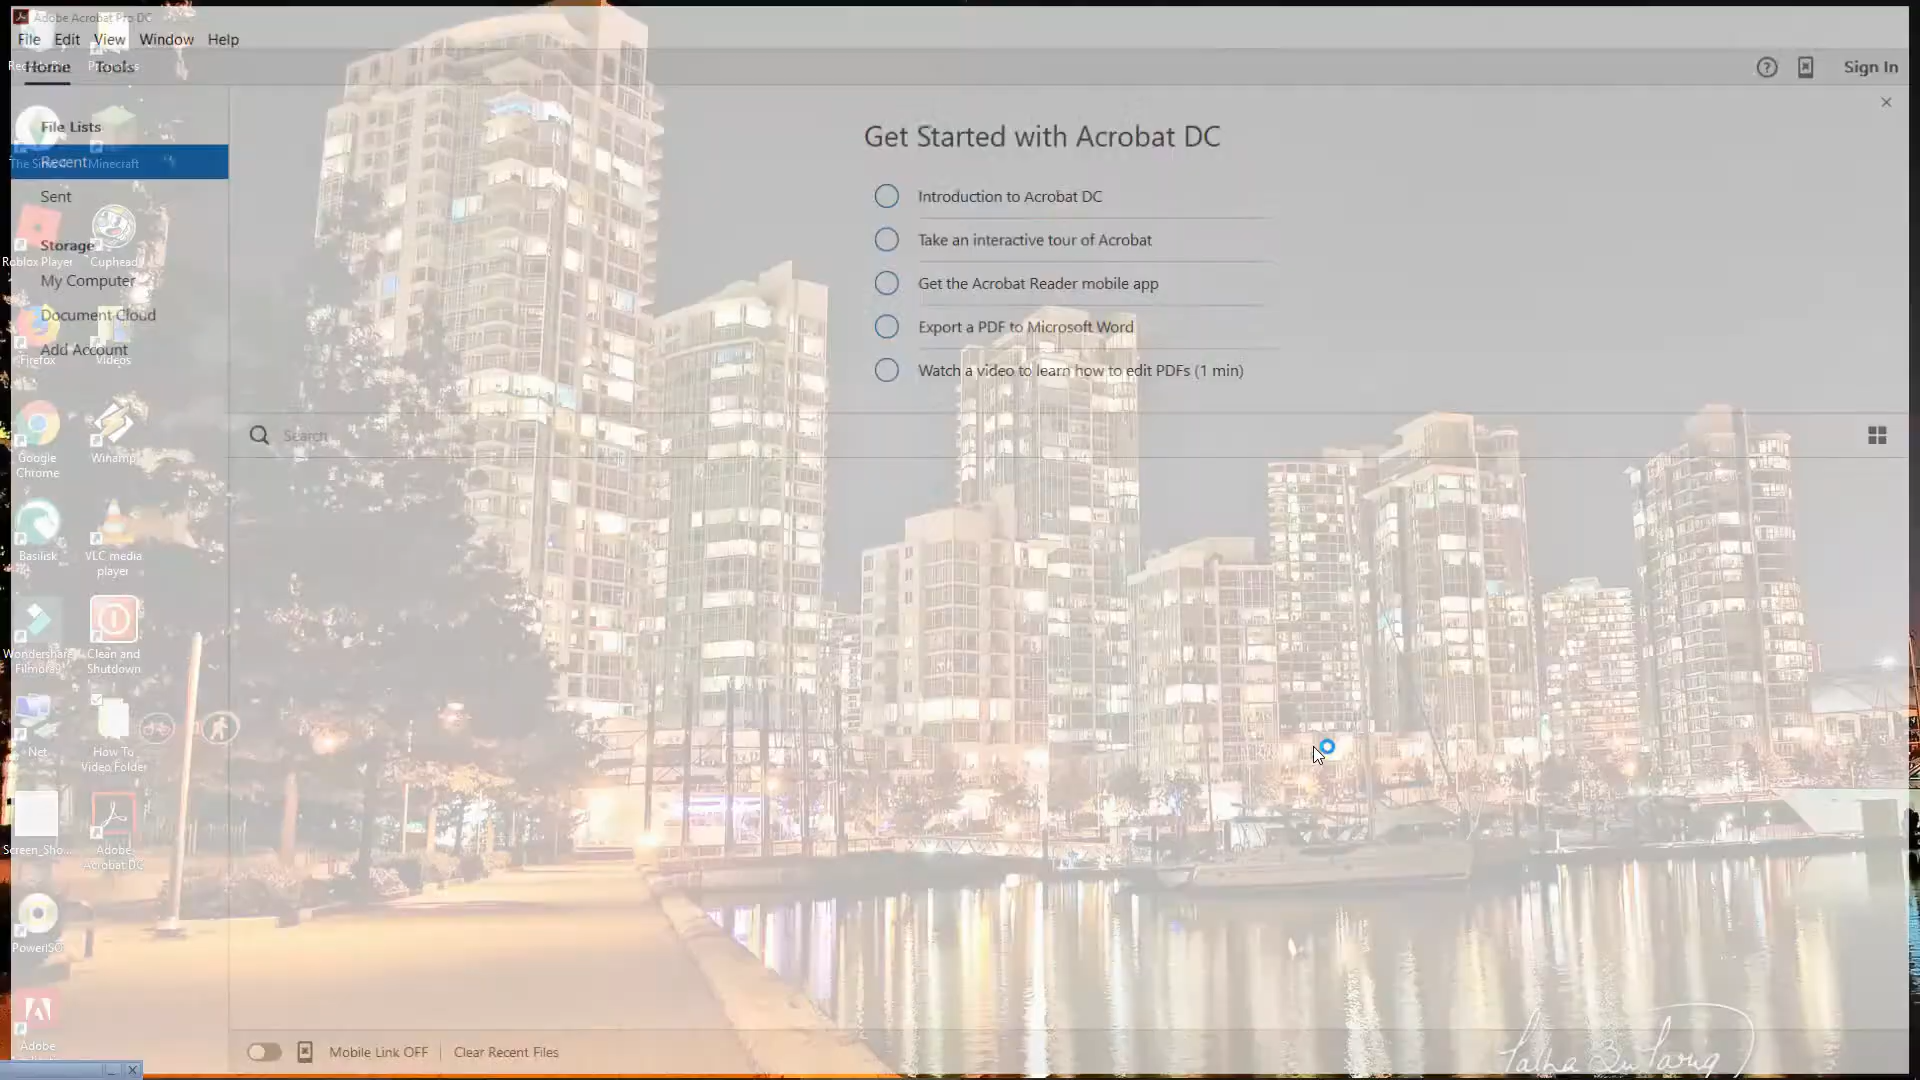 Adobe Acrobat Pro DC
File Edit View Window Help
Home Tools
Sign In
File Lists
Recent
Sent
Storage
My Computer
Document Cloud
Add Account
Get Started with Acrobat DC
Introduction to Acrobat DC
Take an interactive tour of Acrobat
Get the Acrobat Reader mobile app
Export a PDF to Microsoft Word
Watch a video to learn how to edit PDFs (1 min)
Search
Mobile Link OFF
Clear Recent Files
Minecraft
Roblox Player
Cuphead
Firefox
Videos
Google
Chrome
Winamp
Basilisk
VLC media
player
Wondershare
Filmora9
Clean and
Shutdown
Net
How To
Video Folder
Screen_Sho...
Adobe
Acrobat DC
PowerISO
Adobe